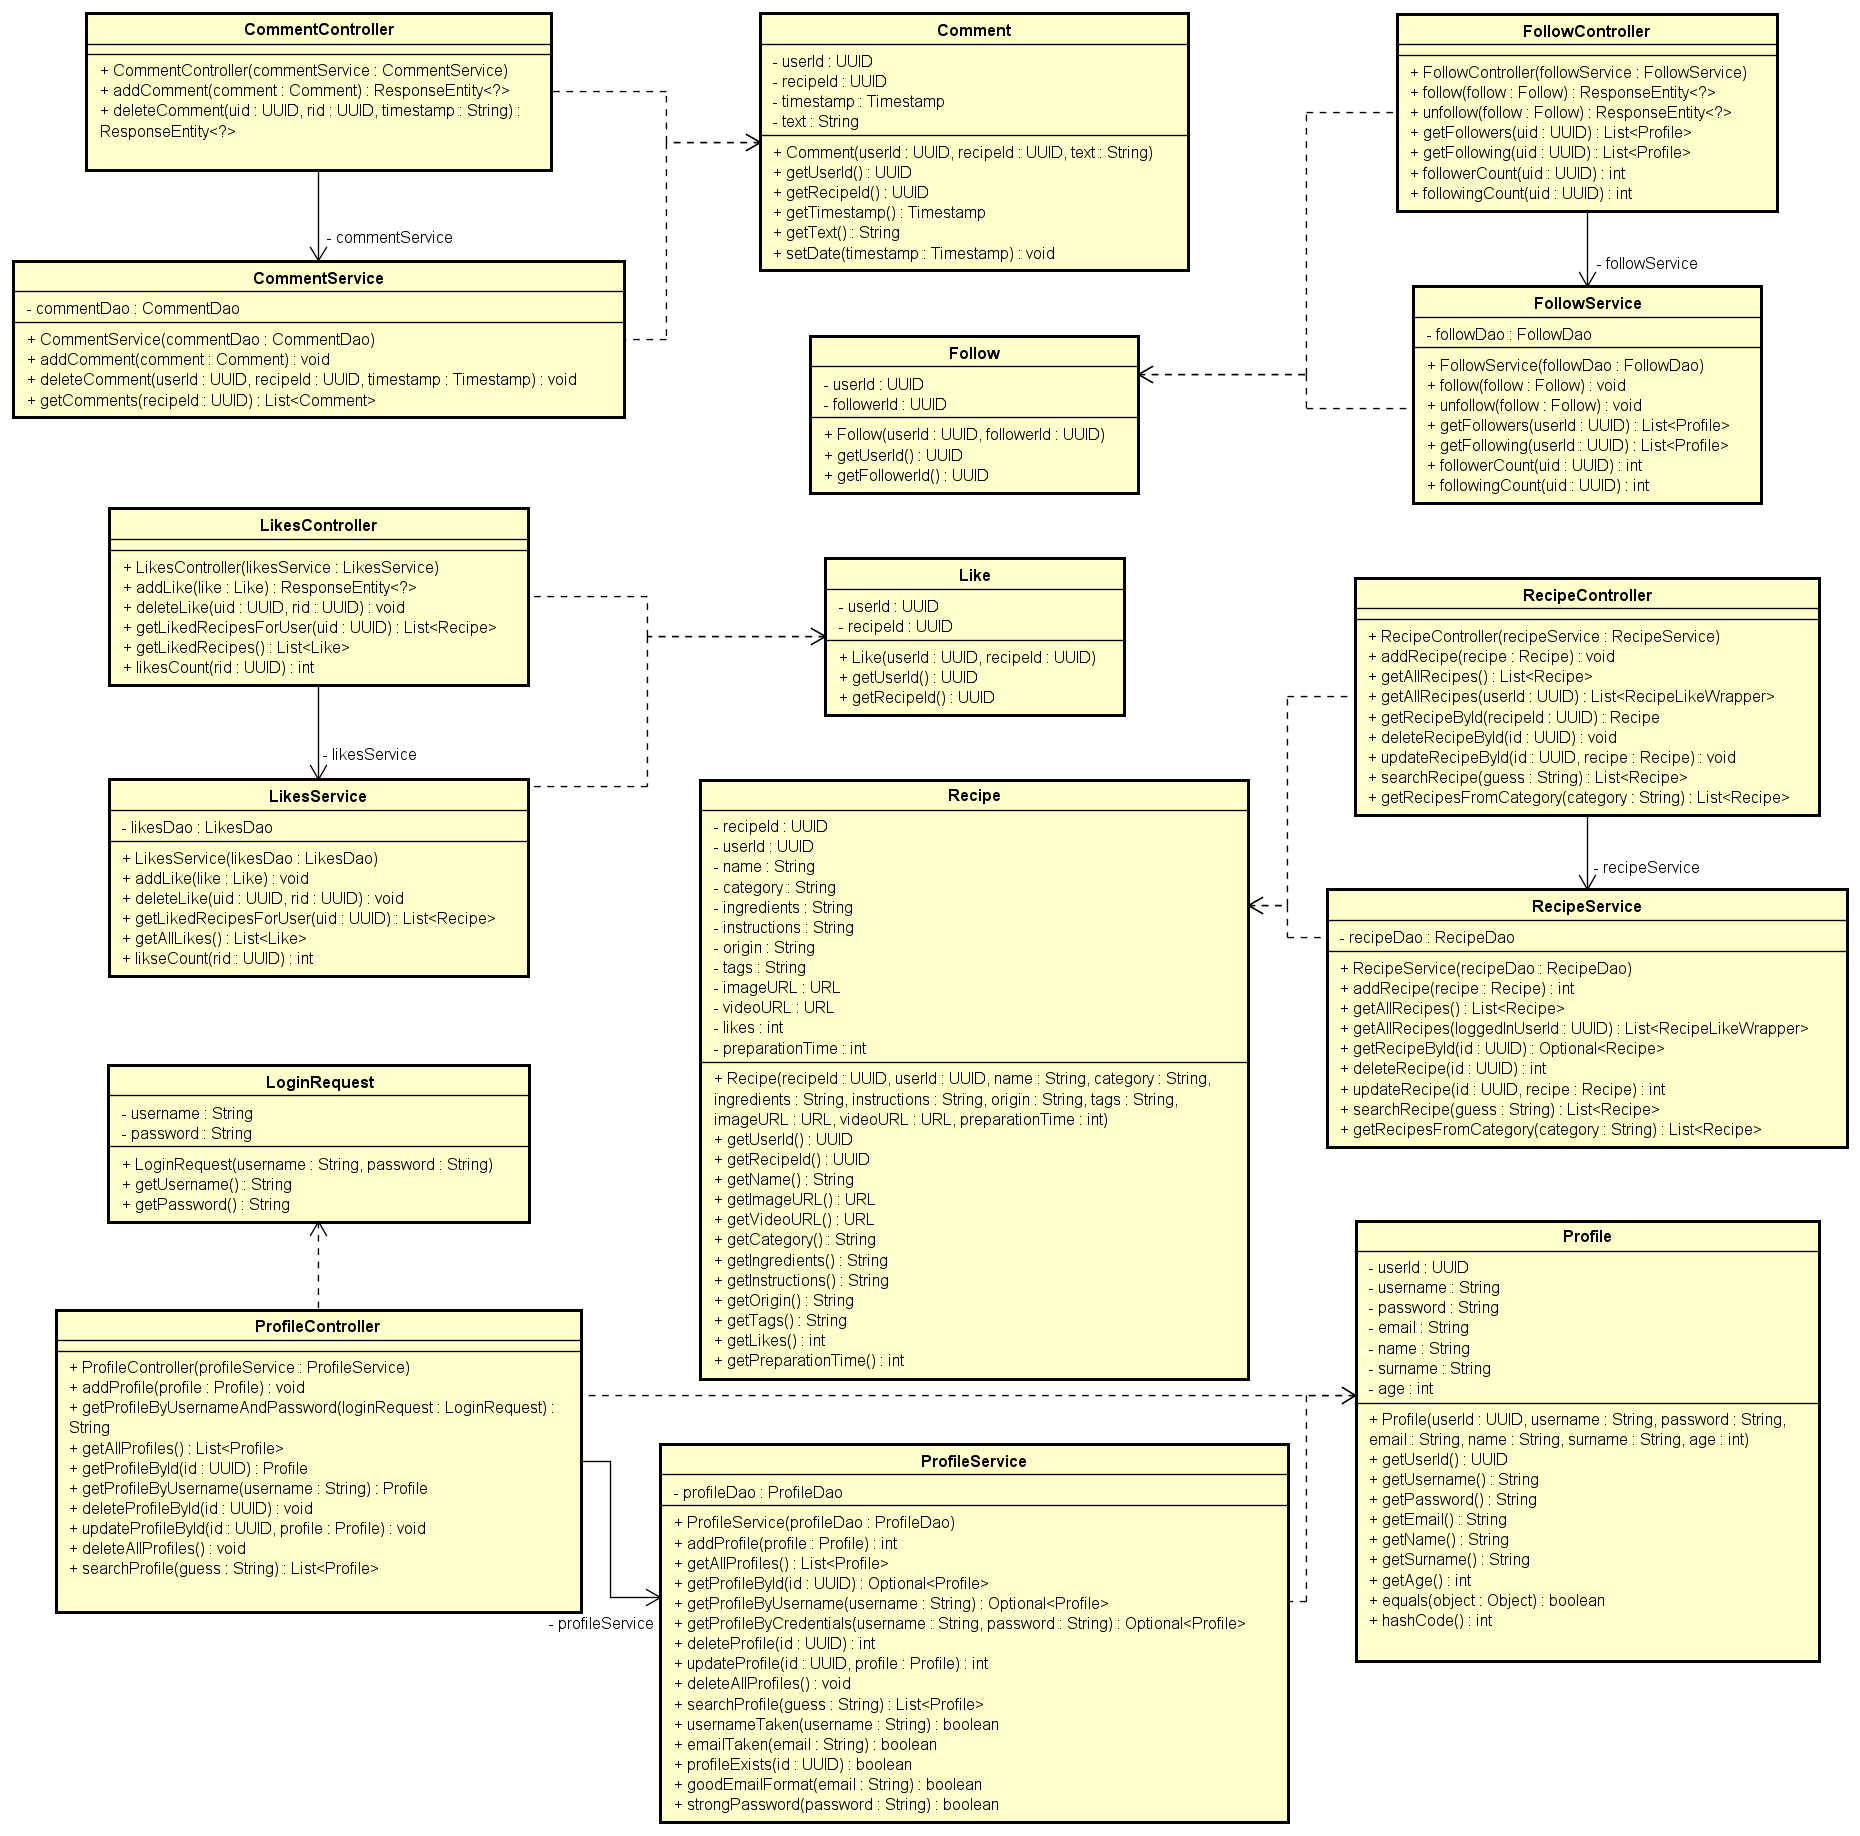 CommentController
+ CommentController(commentService : CommentService)
+ addComment(comment : Comment) : ResponseEntity<?>
+ deleteComment(uid : UUID, rid : UUID, timestamp : String) :
ResponseEntity<?>
- commentService
CommentService
- commentDao : CommentDao
+ CommentService(commentDao : CommentDao)
+ addComment(comment : Comment) : void
+ deleteComment(userId : UUID, recipeId : UUID, timestamp : Timestamp) : void
+ getComments(recipeId : UUID) : List<Comment>
Comment
- userId : UUID
- recipeId : UUID
- timestamp : Timestamp
- text : String
+ Comment(userId : UUID, recipeId : UUID, text : String)
+ getUserId() : UUID
+ getRecipeId() : UUID
+ getTimestamp() : Timestamp
+ getText() : String
+ setDate(timestamp : Timestamp) : void
FollowController
+ FollowController(followService : FollowService)
+ follow(follow : Follow) : ResponseEntity<?>
+ unfollow(follow : Follow) : ResponseEntity<?>
+ getFollowers(uid : UUID) : List<Profile>
+ getFollowing(uid : UUID) : List<Profile>
+ followerCount(uid : UUID) : int
+ followingCount(uid : UUID) : int
- followService
FollowService
- followDao : FollowDao
+ FollowService(followDao : FollowDao)
+ follow(follow : Follow) : void
+ unfollow(follow : Follow) : void
+ getFollowers(userId : UUID) : List<Profile>
+ getFollowing(userId : UUID) : List<Profile>
+ followerCount(uid : UUID) : int
+ followingCount(uid : UUID) : int
Follow
- userId : UUID
- followerId : UUID
+ Follow(userId : UUID, followerId : UUID)
+ getUserId() : UUID
+ getFollowerId() : UUID
LikesController
+ LikesController(likesService : LikesService)
+ addLike(like : Like) : ResponseEntity<?>
+ deleteLike(uid : UUID, rid : UUID) : void
+ getLikedRecipesForUser(uid : UUID) : List<Recipe>
+ getLikedRecipes() : List<Like>
+ likesCount(rid : UUID) : int
- likesService
LikesService
- likesDao : LikesDao
+ LikesService(likesDao : LikesDao)
+ addLike(like : Like) : void
+ deleteLike(uid : UUID, rid : UUID) : void
+ getLikedRecipesForUser(uid : UUID) : List<Recipe>
+ getAllLikes() : List<Like>
+ likseCount(rid : UUID) : int
Like
- userId : UUID
- recipeId : UUID
+ Like(userId : UUID, recipeId : UUID)
+ getUserId() : UUID
+ getRecipeId() : UUID
RecipeController
+ RecipeController(recipeService : RecipeService)
+ addRecipe(recipe : Recipe) : void
+ getAllRecipes() : List<Recipe>
+ getAllRecipes(userId : UUID) : List<RecipeLikeWrapper>
+ getRecipeById(recipeId : UUID) : Recipe
+ deleteRecipeById(id : UUID) : void
+ updateRecipeById(id : UUID, recipe : Recipe) : void
+ searchRecipe(guess : String) : List<Recipe>
+ getRecipesFromCategory(category : String) : List<Recipe>
- recipeService
RecipeService
- recipeDao : RecipeDao
+ RecipeService(recipeDao : RecipeDao)
+ addRecipe(recipe : Recipe) : int
+ getAllRecipes() : List<Recipe>
+ getAllRecipes(loggedInUserId : UUID) : List<RecipeLikeWrapper>
+ getRecipeById(id : UUID) : Optional<Recipe>
+ deleteRecipe(id : UUID) : int
+ updateRecipe(id : UUID, recipe : Recipe) : int
+ searchRecipe(guess : String) : List<Recipe>
+ getRecipesFromCategory(category : String) : List<Recipe>
Recipe
- recipeId : UUID
- userId : UUID
- name : String
- category : String
- ingredients : String
- instructions : String
- origin : String
- tags : String
- imageURL : URL
- videoURL : URL
- likes : int
- preparationTime : int
+ Recipe(recipeId : UUID, userId : UUID, name : String, category : String,
ingredients : String, instructions : String, origin : String, tags : String,
imageURL : URL, videoURL : URL, preparationTime : int)
+ getUserId() : UUID
+ getRecipeId() : UUID
+ getName() : String
+ getImageURL() : URL
+ getVideoURL() : URL
+ getCategory() : String
+ getIngredients() : String
+ getInstructions() : String
+ getOrigin() : String
+ getTags() : String
+ getLikes() : int
+ getPreparationTime() : int
LoginRequest
- username : String
- password : String
+ LoginRequest(username : String, password : String)
+ getUsername() : String
+ getPassword() : String
ProfileController
+ ProfileController(profileService : ProfileService)
+ addProfile(profile : Profile) : void
+ getProfileByUsernameAndPassword(loginRequest : LoginRequest) :
String
+ getAllProfiles() : List<Profile>
+ getProfileById(id : UUID) : Profile
+ getProfileByUsername(username : String) : Profile
+ deleteProfileById(id : UUID) : void
+ updateProfileById(id : UUID, profile : Profile) : void
+ deleteAllProfiles() : void
+ searchProfile(guess : String) : List<Profile>
- profileService
ProfileService
- profileDao : ProfileDao
+ ProfileService(profileDao : ProfileDao)
+ addProfile(profile : Profile) : int
+ getAllProfiles() : List<Profile>
+ getProfileById(id : UUID) : Optional<Profile>
+ getProfileByUsername(username : String) : Optional<Profile>
+ getProfileByCredentials(username : String, password : String) : Optional<Profile>
+ deleteProfile(id : UUID) : int
+ updateProfile(id : UUID, profile : Profile) : int
+ deleteAllProfiles() : void
+ searchProfile(guess : String) : List<Profile>
+ usernameTaken(username : String) : boolean
+ emailTaken(email : String) : boolean
+ profileExists(id : UUID) : boolean
+ goodEmailFormat(email : String) : boolean
+ strongPassword(password : String) : boolean
Profile
- userId : UUID
- username : String
- password : String
- email : String
- name : String
- surname : String
- age : int
+ Profile(userId : UUID, username : String, password : String,
email : String, name : String, surname : String, age : int)
+ getUserId() : UUID
+ getUsername() : String
+ getPassword() : String
+ getEmail() : String
+ getName() : String
+ getSurname() : String
+ getAge() : int
+ equals(object : Object) : boolean
+ hashCode() : int